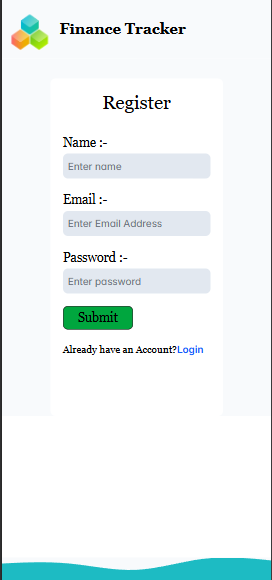 Finance Tracker
Register
Name :-
Enter name
Email :-
Enter Email Address
Password :-
Enter password
Submit
Already have an Account?Login